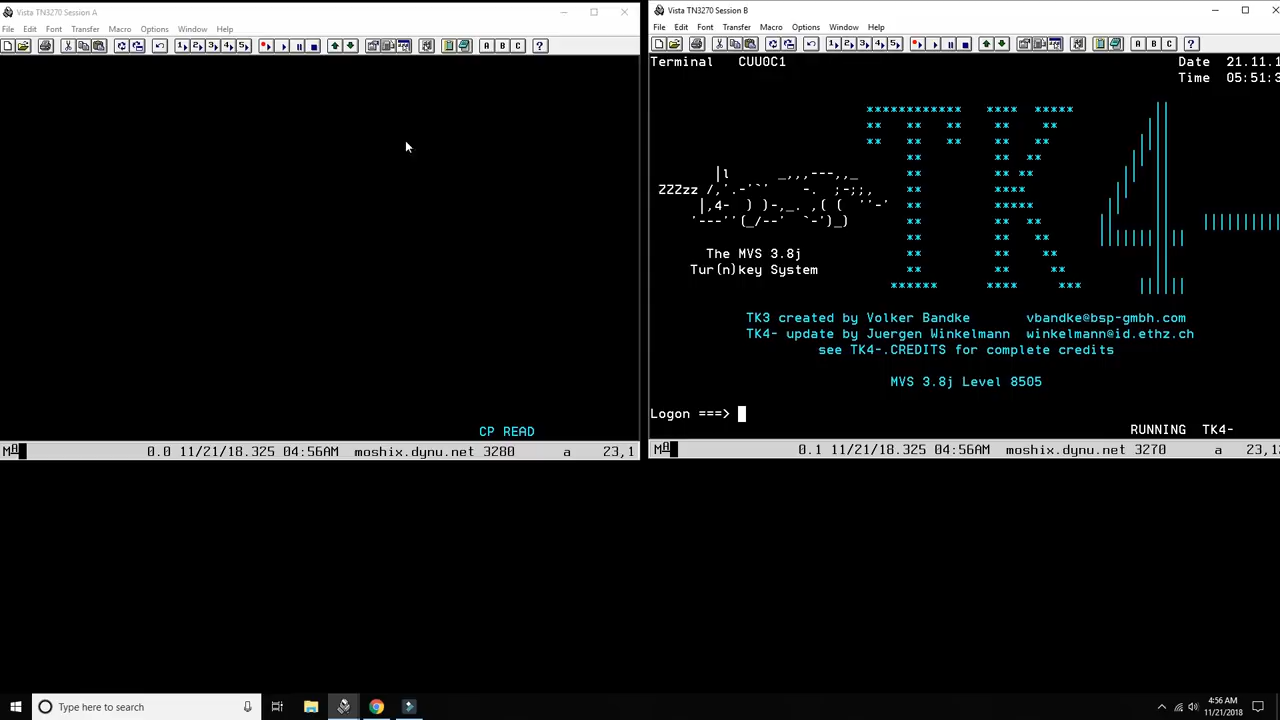 Vista TN3270 Session A
File Edit Font Transfer Macro Options Window Help
CP READ
0.0 11/21/18.325 04:56AM moshix.dynu.net 3280 a 23,1
Vista TN3270 Session B
File Edit Font Transfer Macro Options Window Help
A B C
Terminal CUU0C1
Date 21.11.1
Time 05:51:3
ZZZzz
The MVS 3.8j
Tur(n)key System
TK4-
TK3 created by Volker Bandke vbandke@bsp-gmbh.com
TK4- update by Juergen Winkelmann winkelmann@id.ethz.ch
see TK4-.CREDITS for complete credits
MVS 3.8j Level 8505
Logon ===>
RUNNING TK4-
0.1 11/21/18.325 04:56AM moshix.dynu.net 3270 a
Type here to search
4:56 AM
11/21/2018